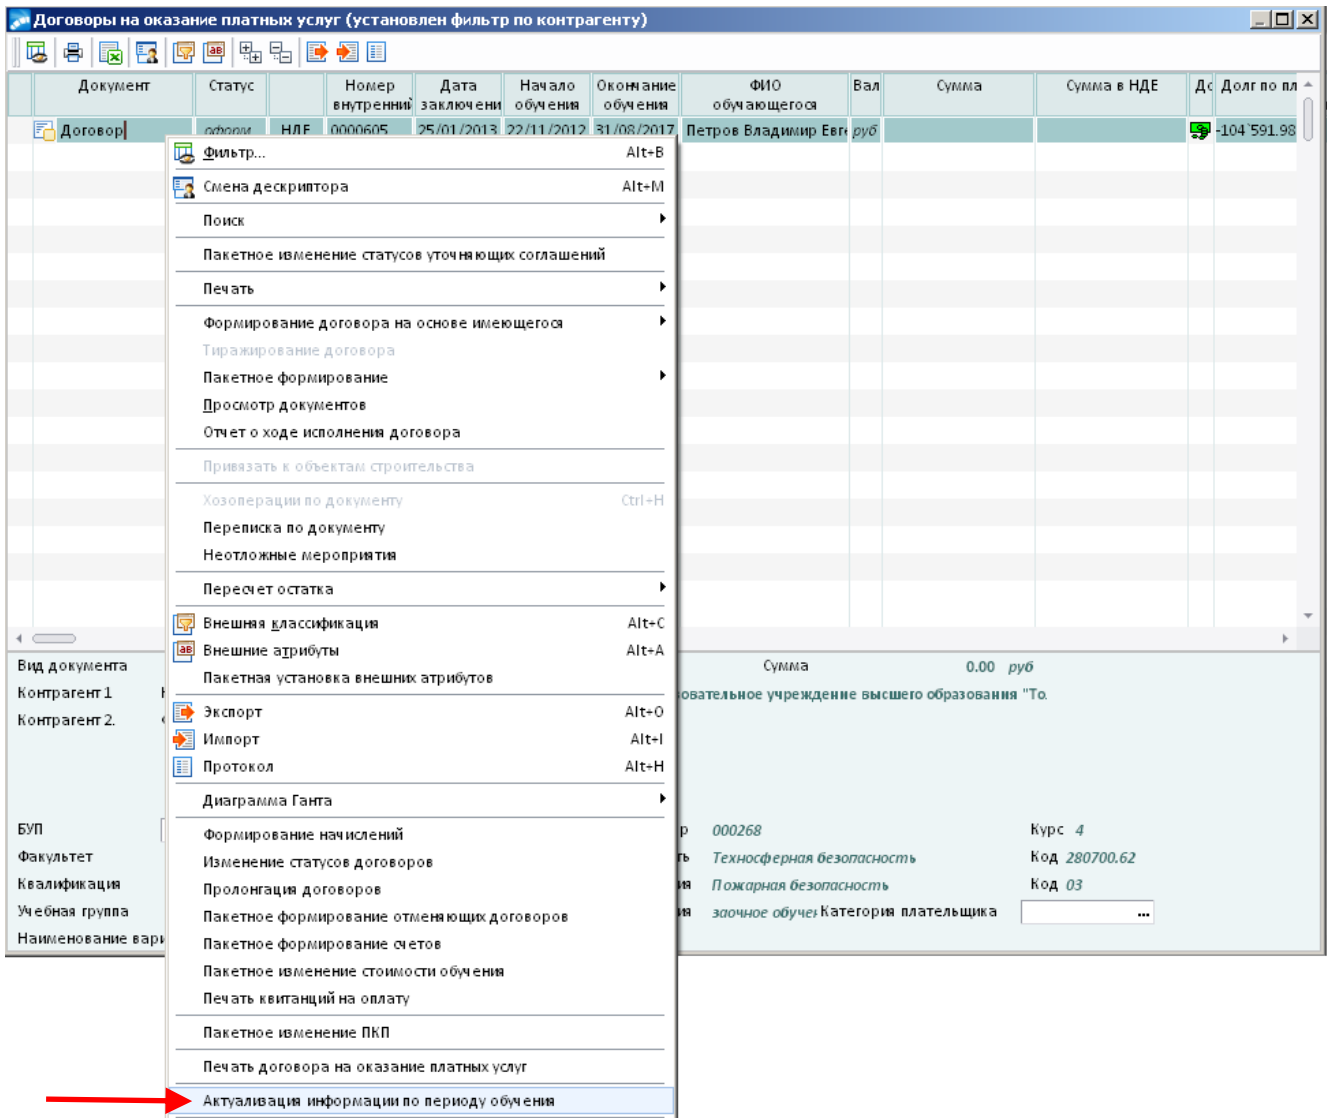 Договоры на оказание платных услуг (установлен фильтр по контрагенту)
Документ Статус Номер внутренний Дата заключени Начало обучения Окончание обучения ФИО обучающегося Вал Сумма Сумма в НДЕ До Долг по пл
Договор оформ НДЕ 0000605 25/01/2013 22/11/2012 31/08/2017 Петров Владимир Евге руб -104`591.98
Фильтр... Alt+B
Смена дескриптора Alt+M
Поиск
Пакетное изменение статусов уточняющих соглашений
Печать
Формирование договора на основе имеющегося
Тиражирование договора
Пакетное формирование
Просмотр документов
Отчет о ходе исполнения договора
Привязать к объектам строительства
Хозоперации по документу Ctrl+H
Переписка по документу
Неотложные мероприятия
Пересчет остатка
Внешняя классификация Alt+C
Внешние атрибуты Alt+A
Пакетная установка внешних атрибутов
Экспорт Alt+O
Импорт Alt+I
Протокол Alt+H
Диаграмма Ганта
Формирование начислений
Изменение статусов договоров
Пролонгация договоров
Пакетное формирование отменяющих договоров
Пакетное формирование счетов
Пакетное изменение стоимости обучения
Печать квитанций на оплату
Пакетное изменение ПКП
Печать договора на оказание платных услуг
Актуализация информации по периоду обучения
Вид документа Сумма 0.00 руб
Контрагент 1 овательное учреждение высшего образования "То.
Контрагент 2.
БУП р 000268 Курс 4
Факультет ть Техносферная безопасность Код 280700.62
Квалификация ия Пожарная безопасность Код 03
Учебная группа ия заочное обучен Категория плательщика ...
Наименование вари